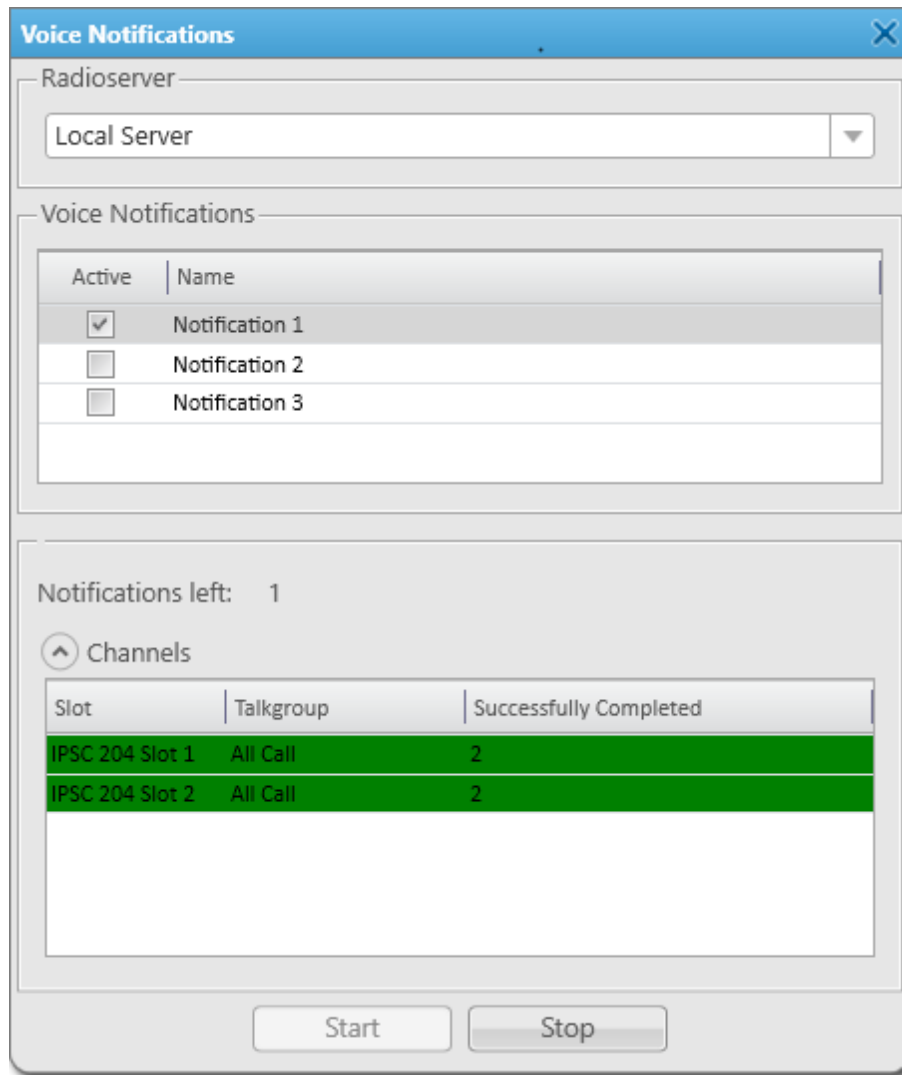 Voice Notifications
Radioserver
Local Server
Voice Notifications
Active Name
Notification 1
Notification 2
Notification 3
Notifications left: 1
Channels
Slot Talkgroup Successfully Completed
IPSC 204 Slot 1 All Call 2
IPSC 204 Slot 2 All Call 2
Start Stop